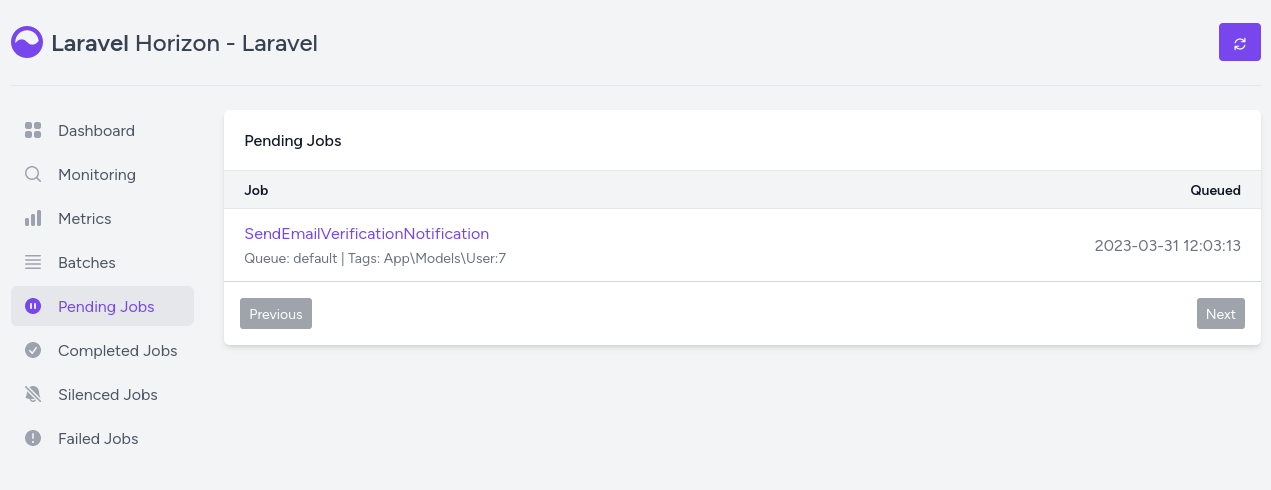 Laravel Horizon - Laravel
Dashboard
Monitoring
Metrics
Batches
Pending Jobs
Completed Jobs
Silenced Jobs
Failed Jobs
Pending Jobs
Job Queued
SendEmailVerificationNotification
Queue: default | Tags: App\Models\User:7
2023-03-31 12:03:13
Previous Next